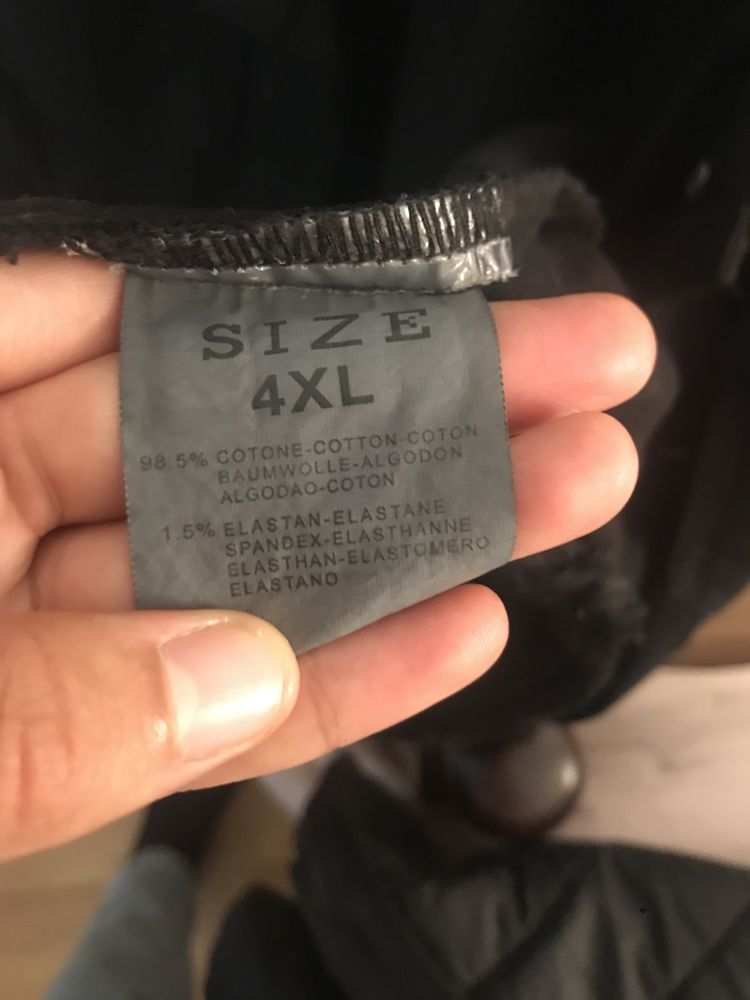 SIZE
4XL
98.5% COTONE-COTTON-COTON
BAUMWOLLE-ALGODON
ALGODAO-COTON
1.5% ELASTAN-ELASTANE
SPANDEX-ELASTHANNE
ELASTHAN-ELASTOMERO
ELASTANO